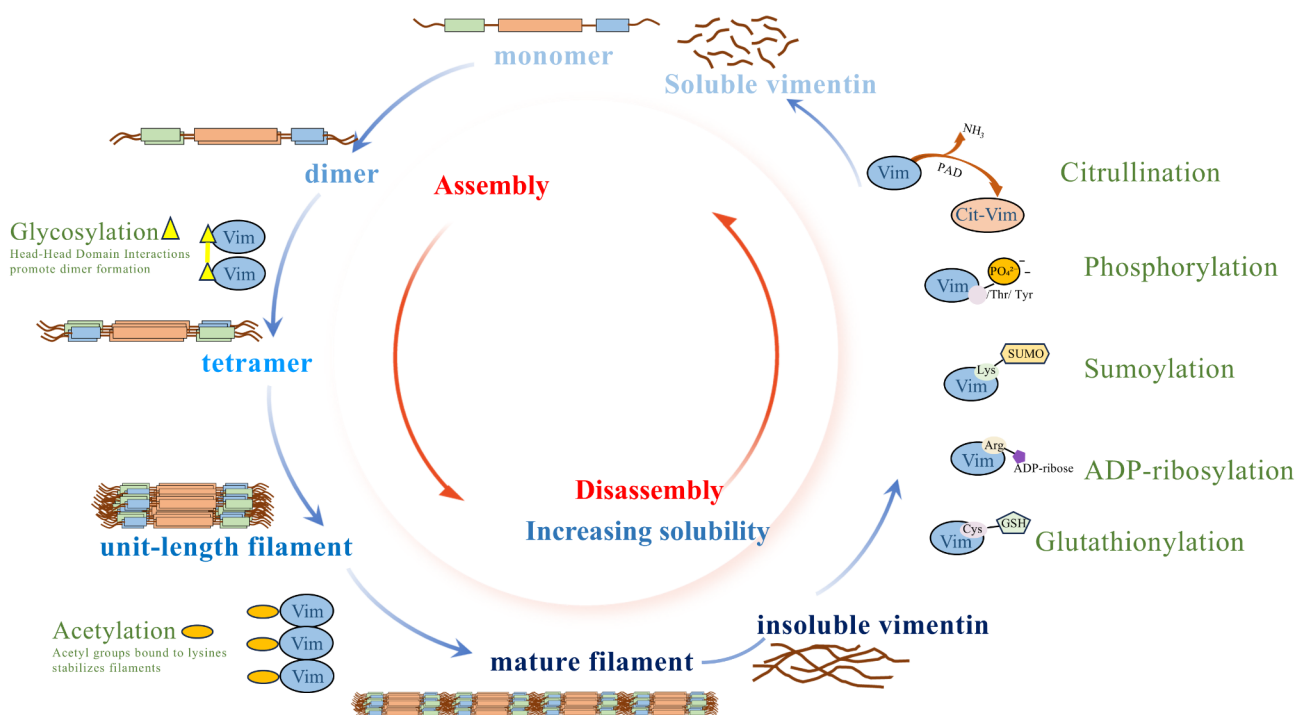 monomer
Soluble vimentin
dimer
Assembly
Glycosylation
Head-Head Domain Interactions
promote dimer formation
Vim
Vim
tetramer
unit-length filament
Acetylation
Acetyl groups bound to lysines
stabilizes filaments
Vim
Vim
Vim
mature filament
insoluble vimentin
Disassembly
Increasing solubility
NH₃
Vim
PAD
Cit-Vim
Citrullination
PO₄²⁻
Vim
/Thr/ Tyr
Phosphorylation
SUMO
Lys
Vim
Sumoylation
Arg
Vim
ADP-ribose
ADP-ribosylation
Cys
GSH
Vim
Glutathionylation